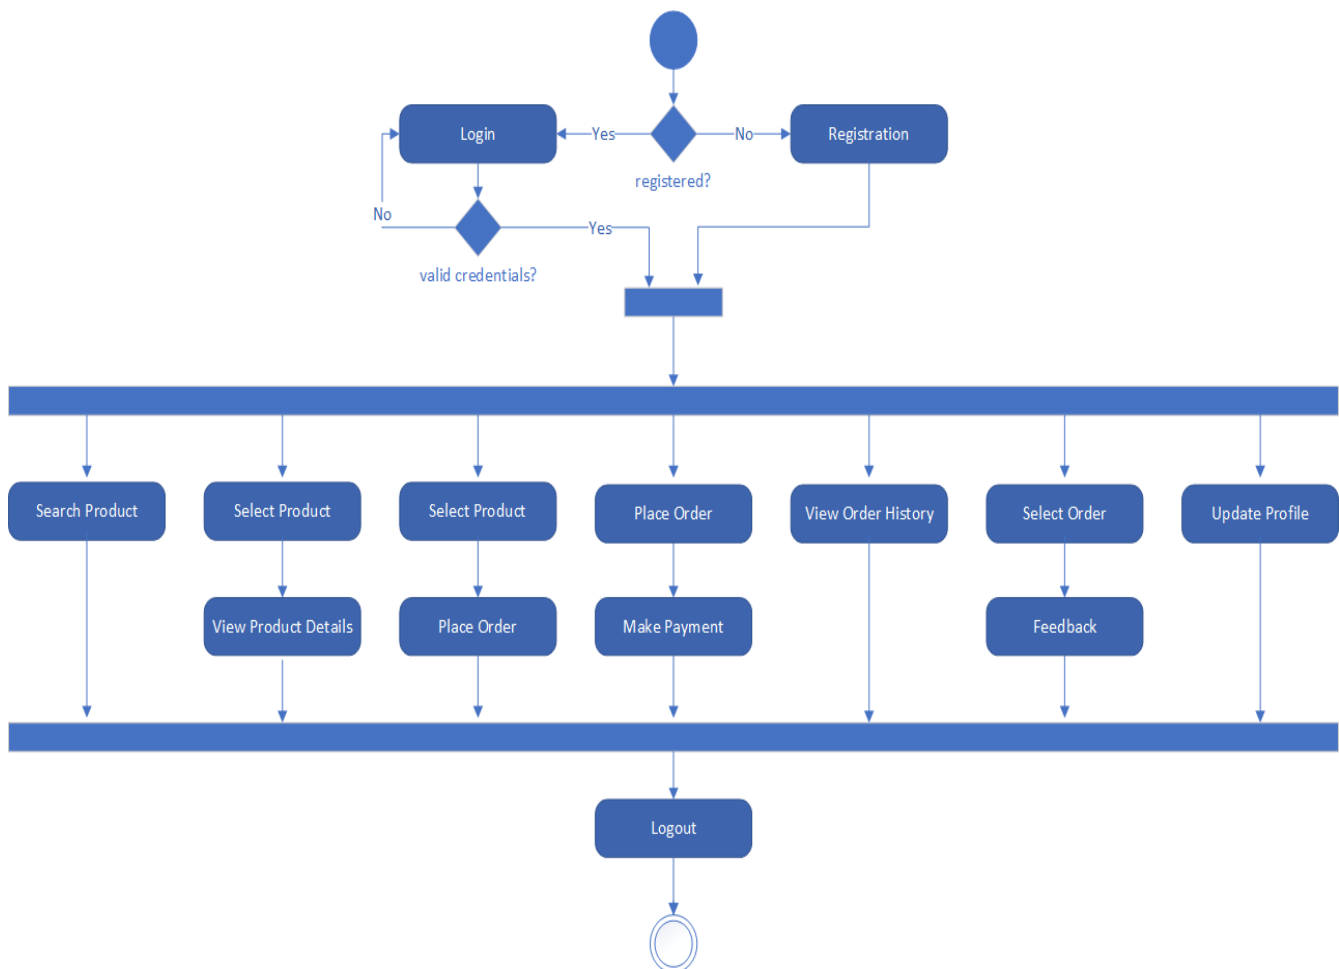 Login
Yes
No
Registration
registered?
No
Yes
valid credentials?
Search Product
Select Product
Select Product
Place Order
View Order History
Select Order
Update Profile
View Product Details
Place Order
Make Payment
Feedback
Logout